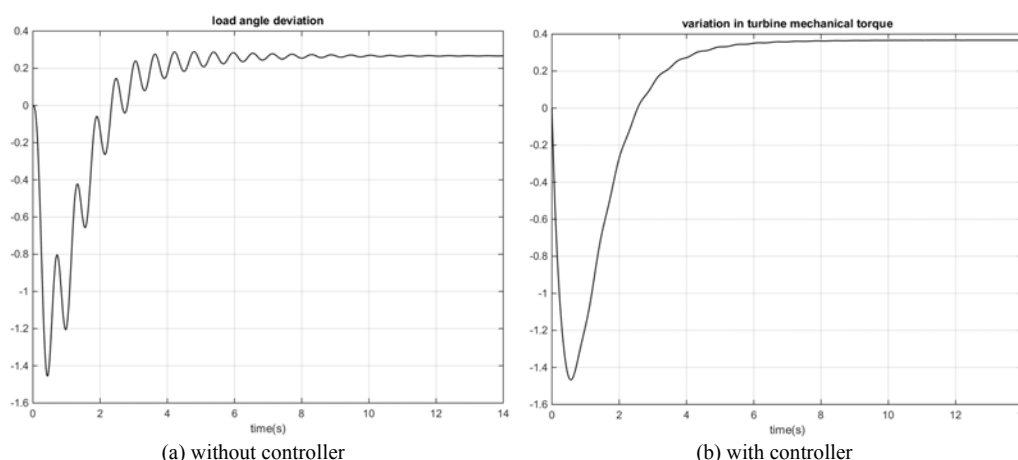 load angle deviation
0.4
0.2
0
-0.2
-0.4
-0.6
-0.8
-1
-1.2
-1.4
-1.6
0 2 4 6 8 10 12 14
time(s)
(a) without controller
variation in turbine mechanical torque
0.4
0.2
0
-0.2
-0.4
-0.6
-0.8
-1
-1.2
-1.4
-1.6
0 2 4 6 8 10 12
time(s)
(b) with controller